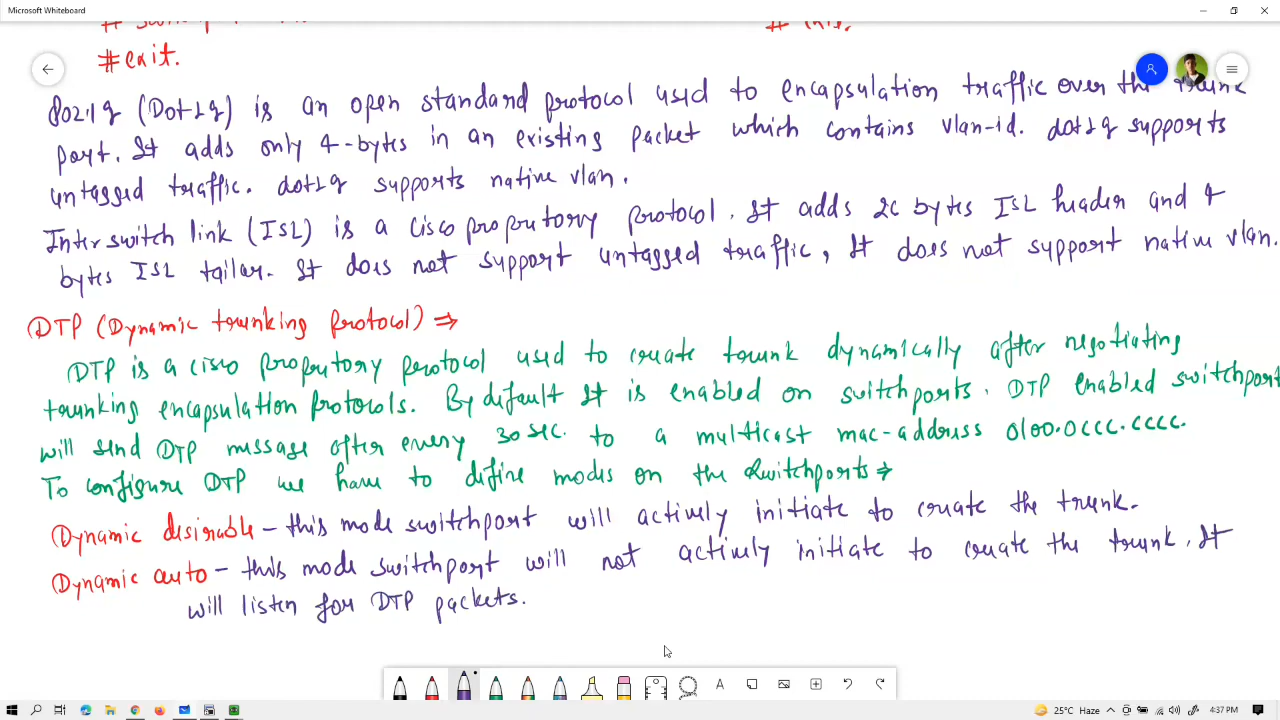 Microsoft Whiteboard
#exit.
802.1q (Dot1q) is an open standard protocol used to encapsulation traffic over the trunk
port. It adds only 4-bytes in an existing packet which contains vlan-id. dot1q supports
untagged traffic. dot1q supports native vlan.
Inter switch link (ISL) is a cisco propritory protocol. It adds 26 bytes ISL header and 4
bytes ISL tailer. It does not support untagged traffic, It does not support native vlan.
DTP (Dynamic trunking protocol) ⇒
DTP is a cisco propritory protocol used to create trunk dynamically after negotiating
trunking encapsulation protocols. By default It is enabled on switchports. DTP enabled switchport
will send DTP message after every 30 sec. to a multicast mac-address 0100.0ccc.cccc.
To configure DTP we have to define modes on the switchports ⇒
Dynamic desirable - this mode switchport will actively initiate to create the trunk.
Dynamic auto - this mode switchport will not actively initiate to create the trunk. It
will listen for DTP packets.
25°C Haze
4:37 PM